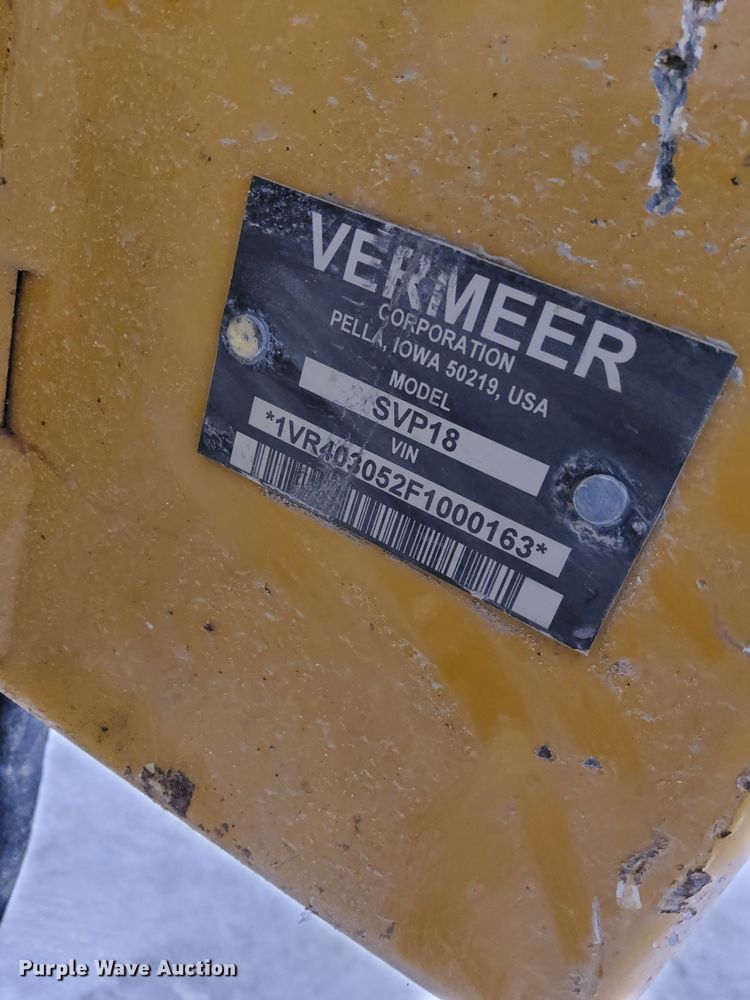 VERMEER
CORPORATION
PELLA, IOWA 50219, USA
MODEL
SVP18
VIN
*1VR403052F1000163*
Purple Wave Auction